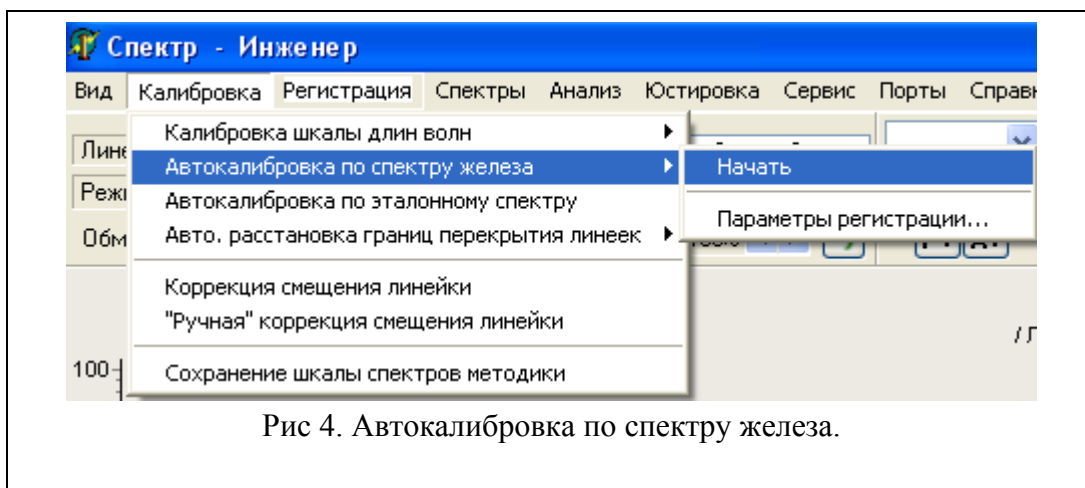 Спектр - Инженер
Вид Калибровка Регистрация Спектры Анализ Юстировка Сервис Порты
Калибровка шкалы длин волн
Автокалибровка по спектру железа Начать
Автокалибровка по эталонному спектру
Параметры регистрации...
Авто. расстановка границ перекрытия линеек
Коррекция смещения линейки
"Ручная" коррекция смещения линейки
100
Сохранение шкалы спектров методики
Рис 4. Автокалибровка по спектру железа.